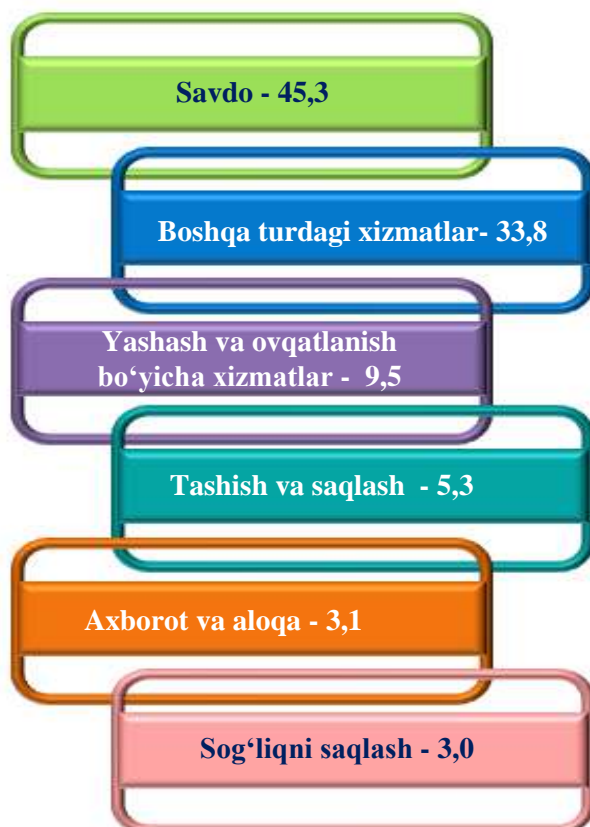 Savdo - 45,3
Boshqa turdagi xizmatlar- 33,8
Yashash va ovqatlanish
bo‘yicha xizmatlar - 9,5
Tashish va saqlash - 5,3
Axborot va aloqa - 3,1
Sog‘liqni saqlash - 3,0